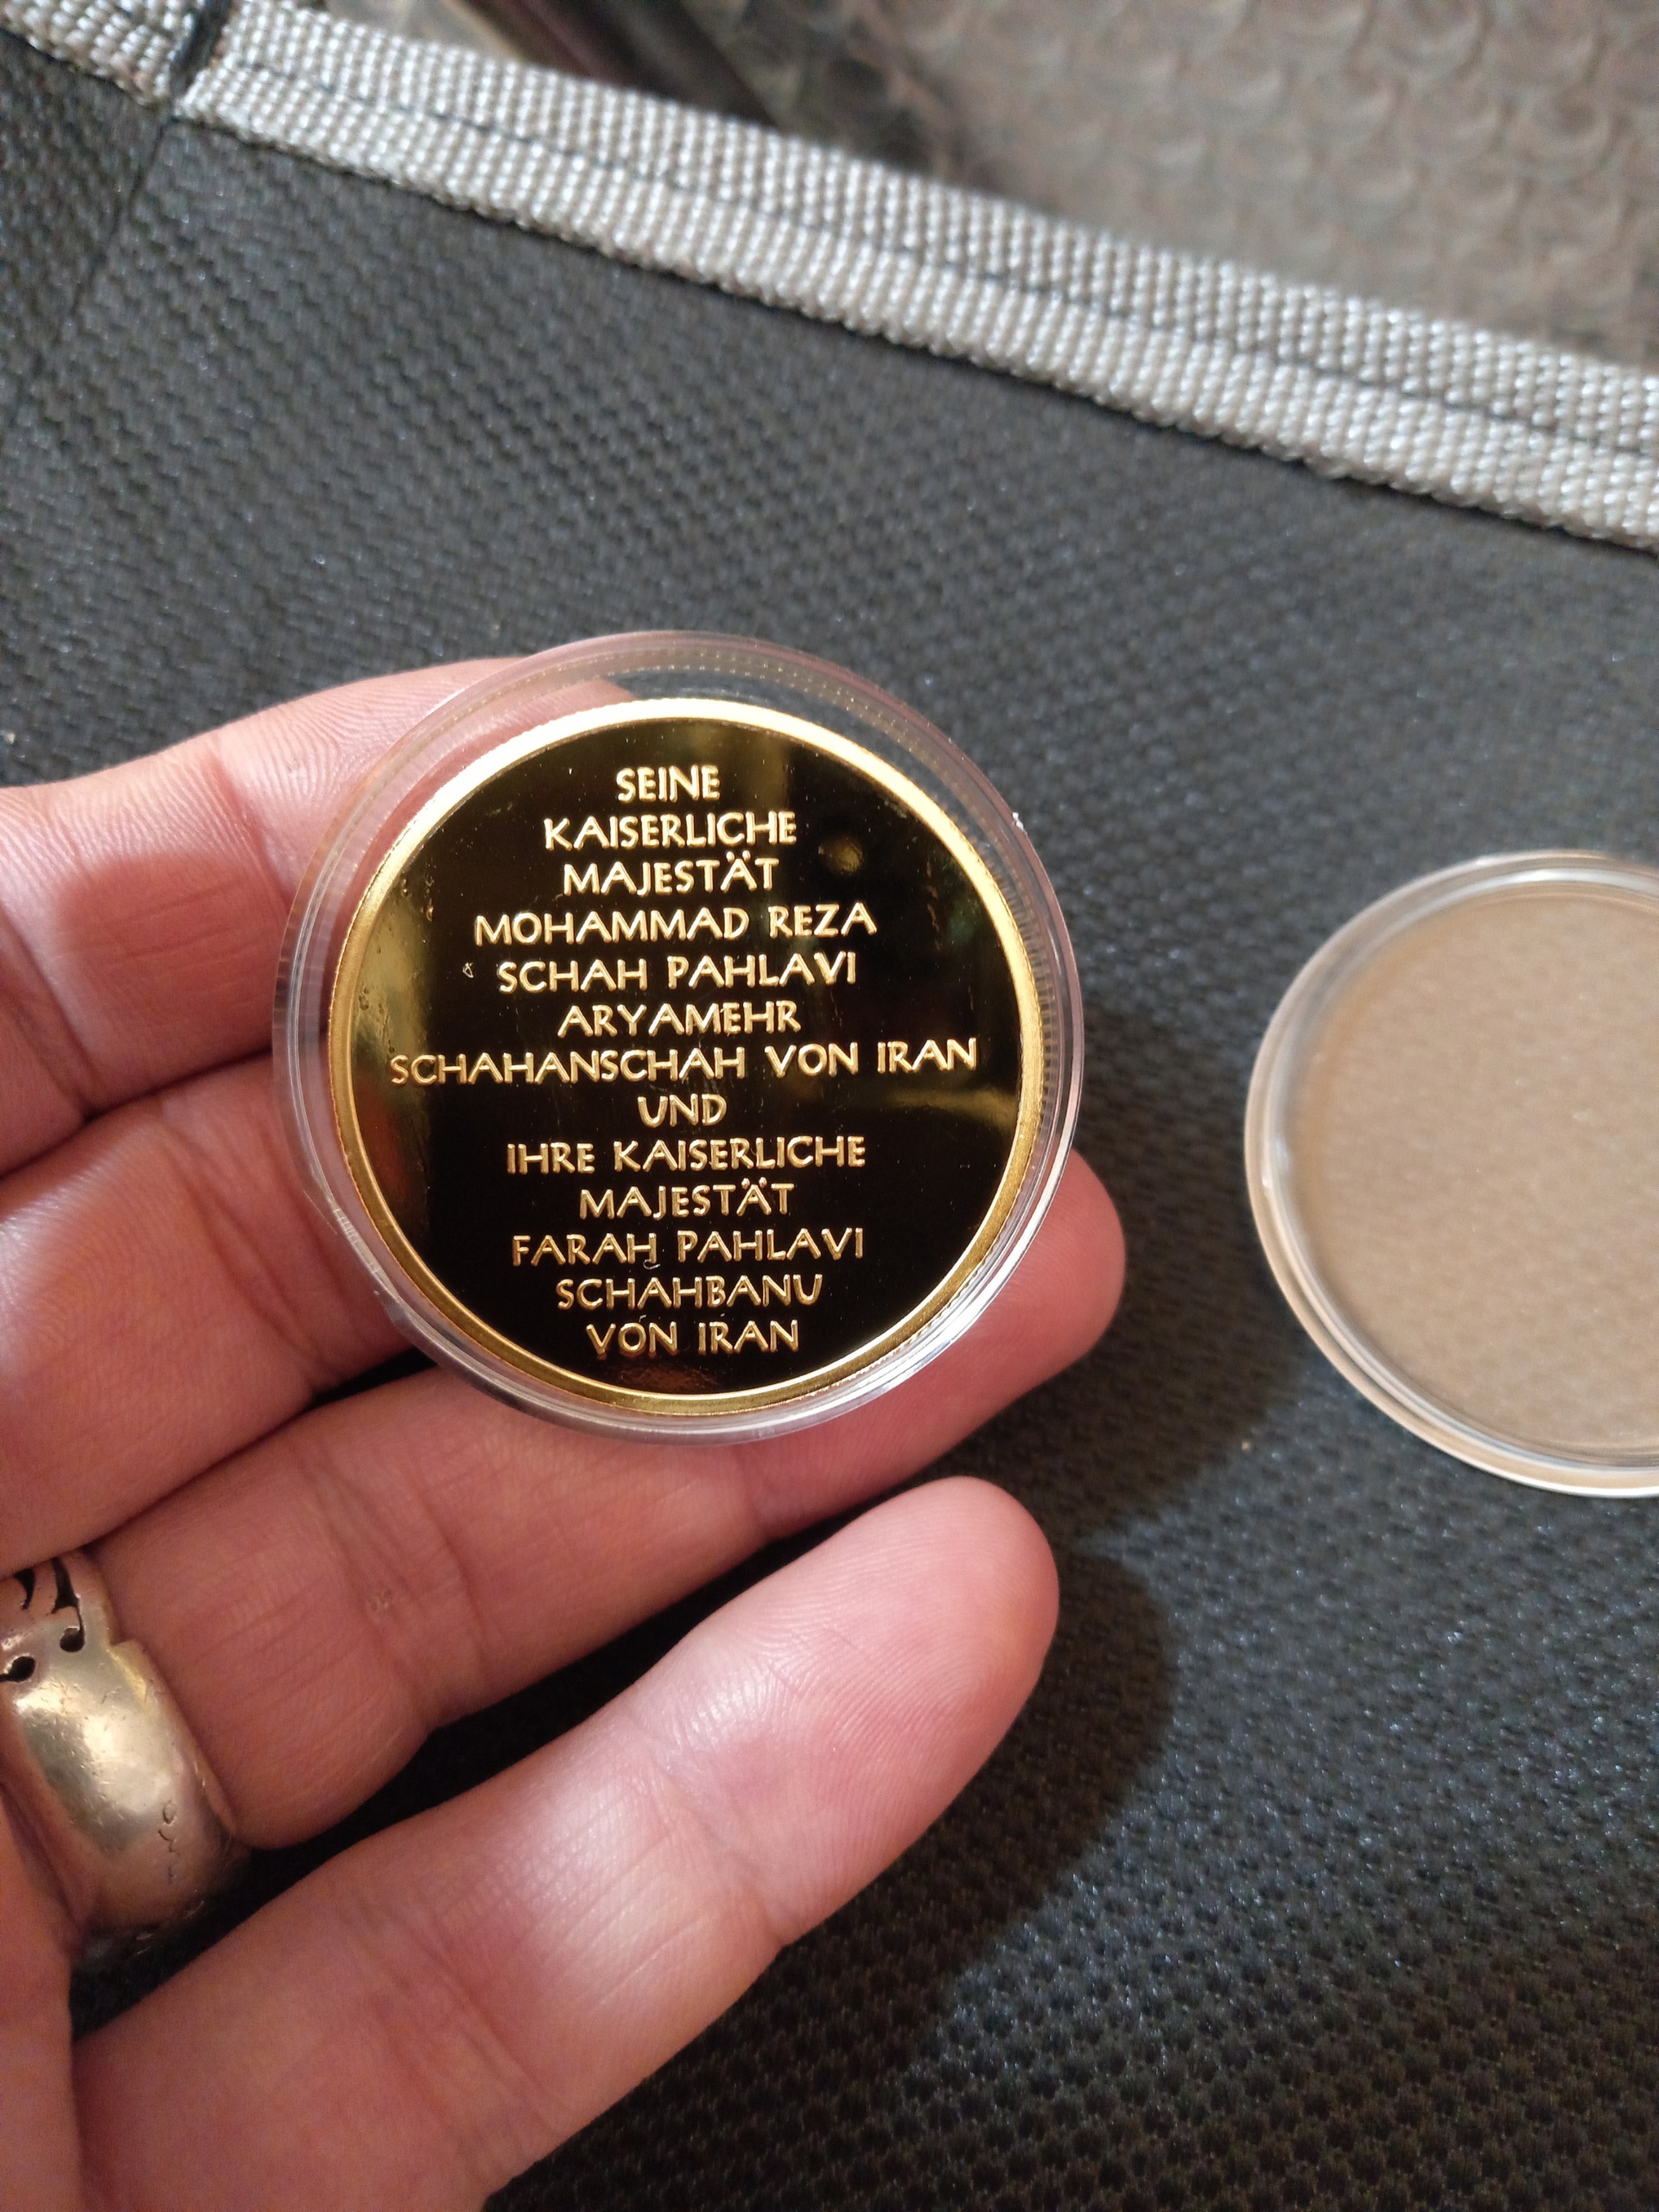 SEINE
KAISERLICHE
MAJESTÄT
MOHAMMAD REZA
SCHAH PAHLAVI
ARYAMEHR
SCHAHANSCHAH VON IRAN
UND
IHRE KAISERLICHE
MAJESTÄT
FARAH PAHLAVI
SCHAHBANU
VON IRAN